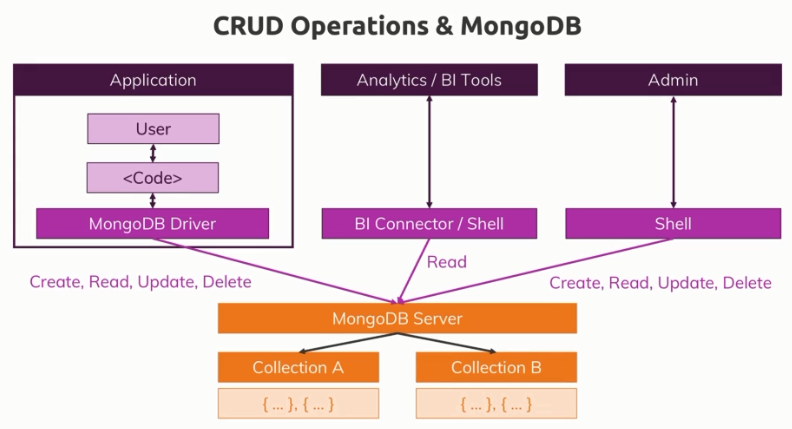 CRUD Operations & MongoDB
Application
Analytics / BI Tools
Admin
User
<Code>
MongoDB Driver
BI Connector / Shell
Shell
Read
Create, Read, Update, Delete
Create, Read, Update, Delete
MongoDB Server
Collection A
Collection B
{ ... }, { ... }
{ ... }, { ... }